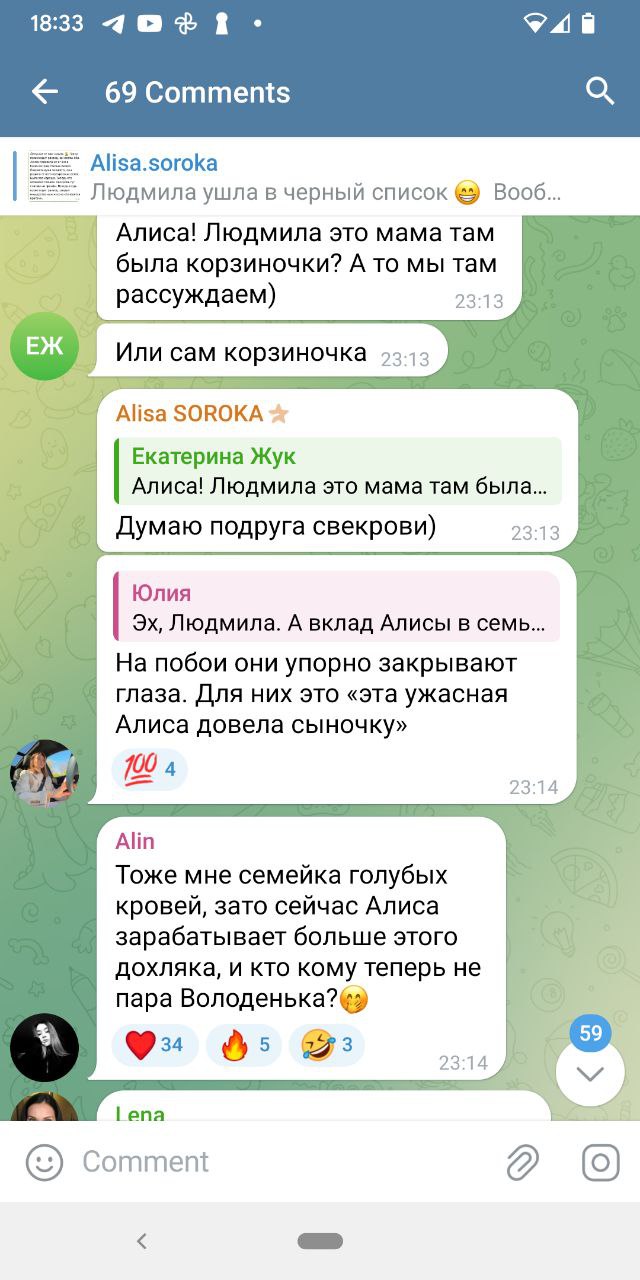 18:33
69 Comments
Alisa.soroka
Людмила ушла в черный список 😁 Вооб...
Алиса! Людмила это мама там
была корзиночки? А то мы там
рассуждаем)
23:13
ЕЖ
Или сам корзиночка 23:13
Alisa SOROKA
Екатерина Жук
Алиса! Людмила это мама там была...
Думаю подруга свекрови)
23:13
Юлия
Эх, Людмила. А вклад Алисы в семь...
На побои они упорно закрывают
глаза. Для них это «эта ужасная
Алиса довела сыночку»
💯 4
23:14
Alin
Тоже мне семейка голубых
кровей, зато сейчас Алиса
зарабатывает больше этого
дохляка, и кто кому теперь не
пара Володенька?🤭
❤️ 34 🔥 5 🤣 3
23:14
59
Lena
Comment